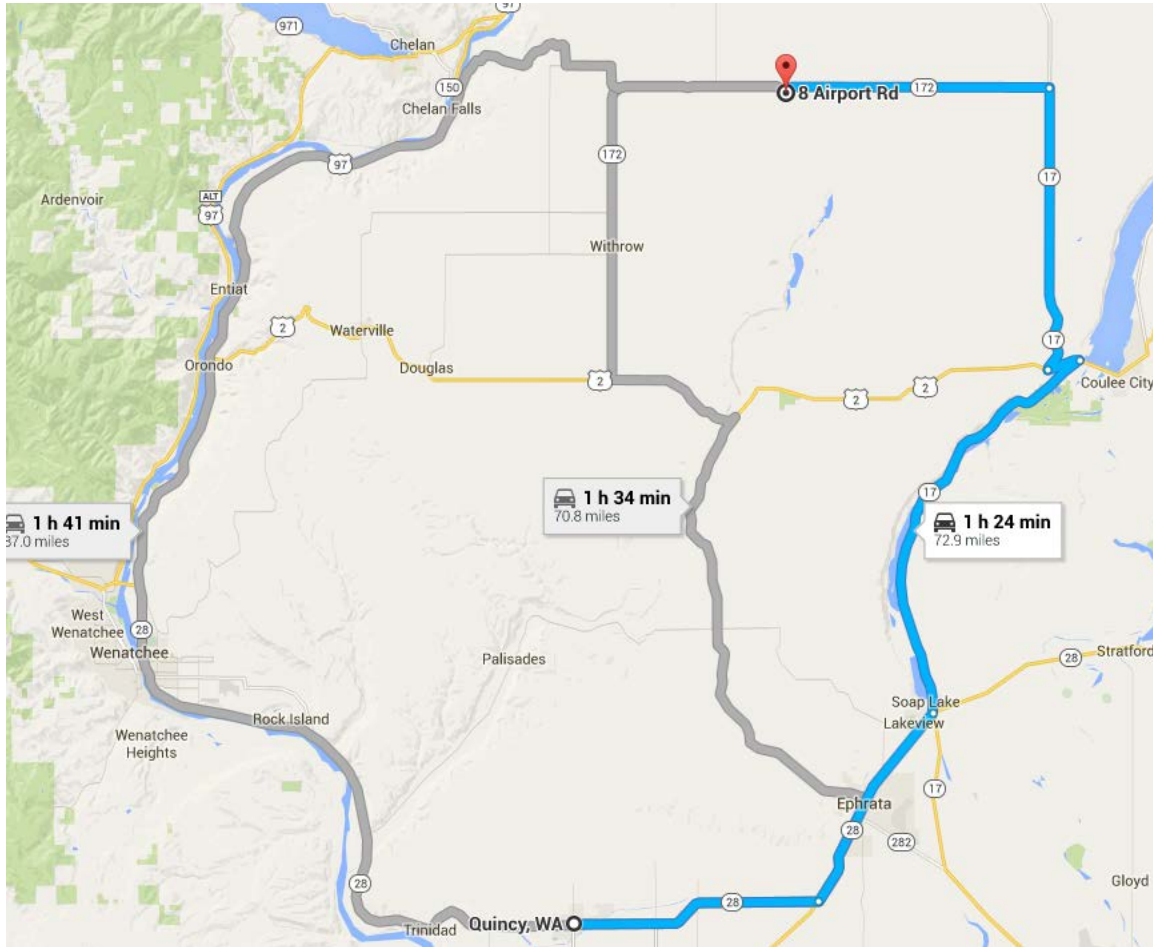 97
971
Chelan
150
Chelan Falls
8 Airport Rd
172
97
172
Ardenvoir
ALT
97
17
Withrow
Entiat
2
Waterville
17
Orondo
Douglas
2
2
2
Coulee City
17
1 h 34 min
70.8 miles
1 h 41 min
37.0 miles
1 h 24 min
72.9 miles
West
Wenatchee
28
Wenatchee
Palisades
28
Stratford
Soap Lake
Lakeview
Rock Island
Wenatchee
Heights
17
Ephrata
28
282
28
Gloyd
28
Trinidad
Quincy, WA